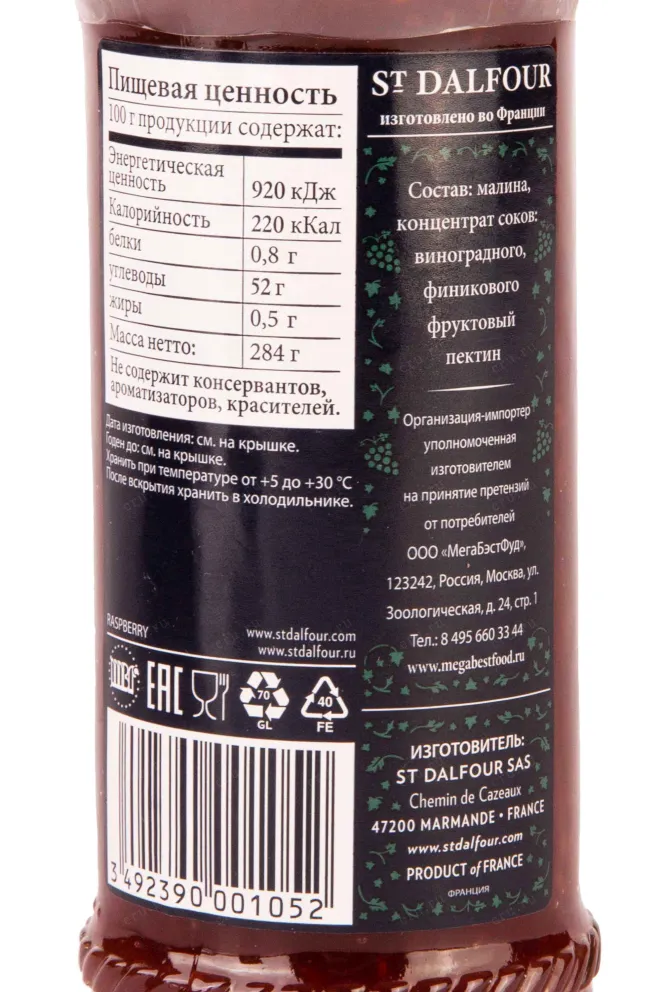 Пищевая ценность
100 г продукции содержат:
Энергетическая ценность 920 кДж
Калорийность 220 кКал
белки 0,8 г
углеводы 52 г
жиры 0,5 г
Масса нетто: 284 г
Не содержит консервантов,
ароматизаторов, красителей.
Дата изготовления: см. на крышке.
Годен до: см. на крышке.
Хранить при температуре от +5 до +30 °C
После вскрытия хранить в холодильнике.
RASPBERRY
www.stdalfour.com
www.stdalfour.ru
EAC
70
GL
40
FE
3 492390 001052
ST DALFOUR
изготовлено во Франции
Состав: малина,
концентрат соков:
виноградного,
финикового
фруктовый
пектин
Организация-импортер
уполномоченная
изготовителем
на принятие претензий
от потребителей
ООО «МегаБэстФуд»,
123242, Россия, Москва, ул.
Зоологическая, д. 24, стр. 1
Тел.: 8 495 660 33 44
www.megabestfood.ru
ИЗГОТОВИТЕЛЬ:
ST DALFOUR SAS
Chemin de Cazeaux
47200 MARMANDE • FRANCE
www.stdalfour.com
PRODUCT of FRANCE
ФРАНЦИЯ